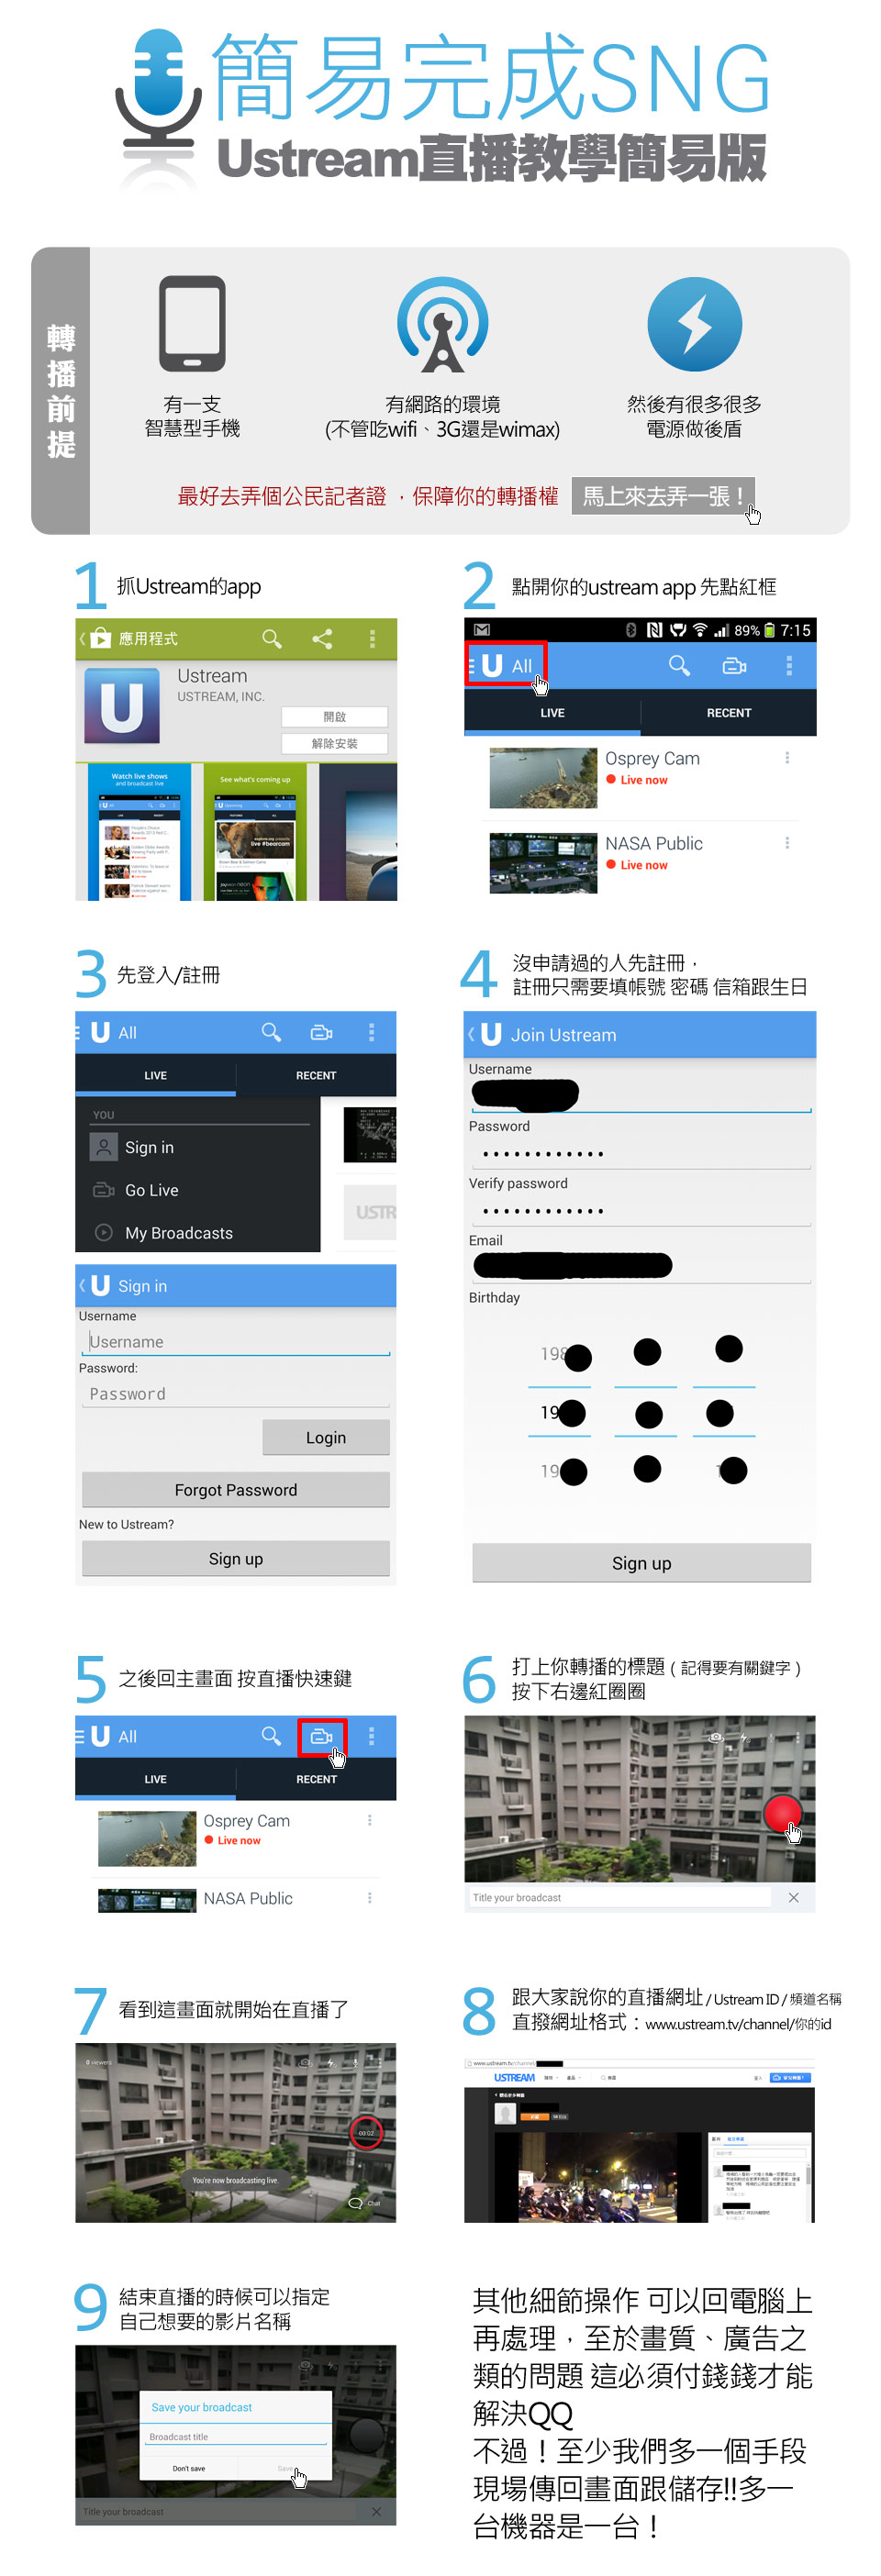 簡易完成SNG
Ustream直播教學簡易版
轉播前提
有一支
智慧型手機
有網路的環境
(不管吃wifi、3G還是wimax)
然後有很多很多
電源做後盾
最好去弄個公民記者證，保障你的轉播權
馬上來去弄一張！
1 抓Ustream的app
應用程式
Ustream
USTREAM, INC.
開啟
解除安裝
Watch live shows
and broadcast live
See what's coming up
2 點開你的ustream app 先點紅框
89% 7:15
U All
LIVE RECENT
Osprey Cam
Live now
NASA Public
Live now
3 先登入/註冊
U All
LIVE RECENT
YOU
Sign in
Go Live
My Broadcasts
USTR
U Sign in
Username
Username
Password:
Password
Login
Forgot Password
New to Ustream?
Sign up
4 沒申請過的人先註冊，
註冊只需要填帳號 密碼 信箱跟生日
U Join Ustream
Username
Password
Verify password
Email
Birthday
198
19
19
Sign up
5 之後回主畫面 按直播快速鍵
U All
LIVE RECENT
Osprey Cam
Live now
NASA Public
6 打上你轉播的標題（記得要有關鍵字）
按下右邊紅圈圈
Title your broadcast
7 看到這畫面就開始在直播了
8 viewers
00:02
You're now broadcasting live.
Chat
8 跟大家說你的直播網址 / Ustream ID / 頻道名稱
直撥網址格式：www.ustream.tv/channel/你的id
www.ustream.tv/channel/
USTREAM
9 結束直播的時候可以指定
自己想要的影片名稱
Save your broadcast
Broadcast title
Don't save
Save
Title your broadcast
其他細節操作 可以回電腦上
再處理，至於畫質、廣告之
類的問題 這必須付錢錢才能
解決QQ
不過！至少我們多一個手段
現場傳回畫面跟儲存!!多一
台機器是一台！